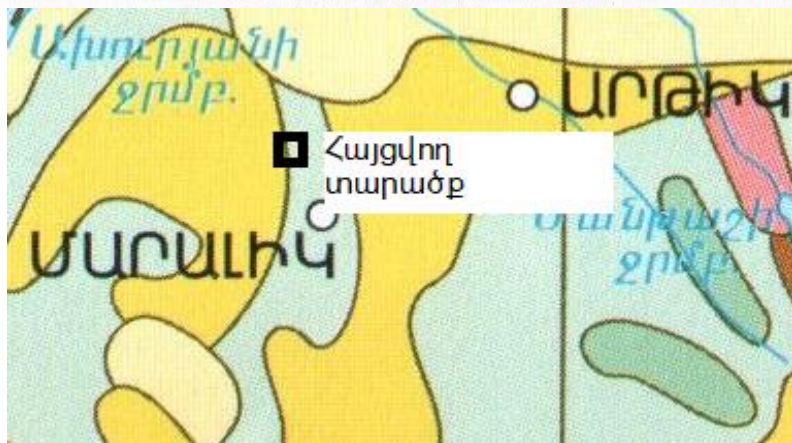 Ախուրյանի
ջրմբ.
ԱՐԹԻԿ
Հայցվող
տարածք
Մանթաշի
ջրմբ.
ՄԱՐԱԼԻԿ